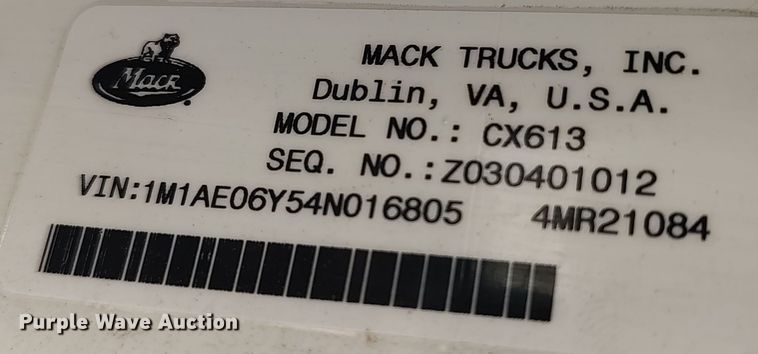 Mack
MACK TRUCKS, INC.
Dublin, VA, U.S.A.
MODEL NO.: CX613
SEQ. NO.:Z030401012
VIN:1M1AE06Y54N016805 4MR21084
Purple Wave Auction